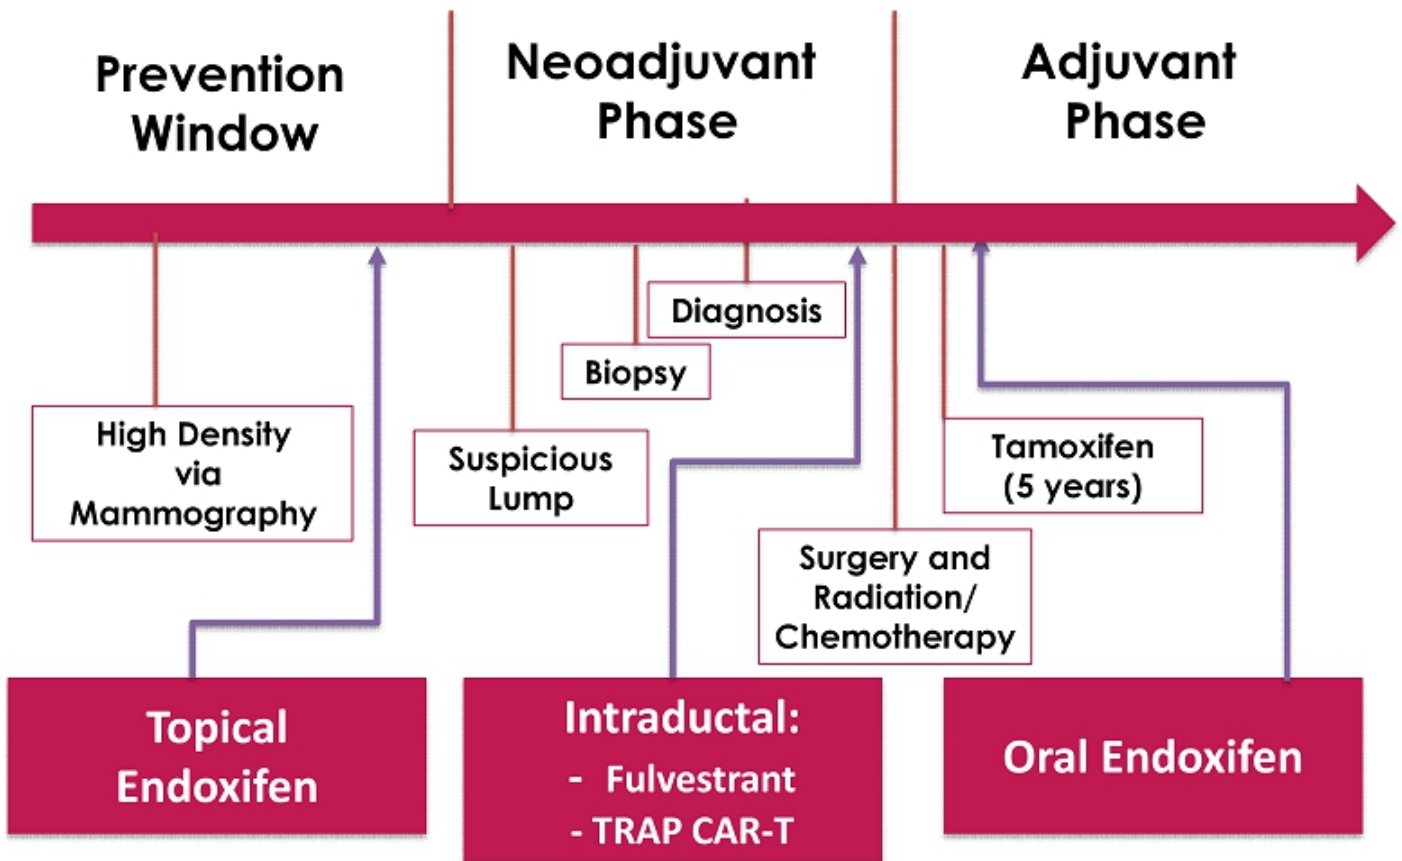 Prevention
Window
Neoadjuvant
Phase
Adjuvant
Phase
Diagnosis
Biopsy
High Density
via
Mammography
Suspicious
Lump
Tamoxifen
(5 years)
Surgery and
Radiation/
Chemotherapy
Topical
Endoxifen
Intraductal:
- Fulvestrant
- TRAP CAR-T
Oral Endoxifen